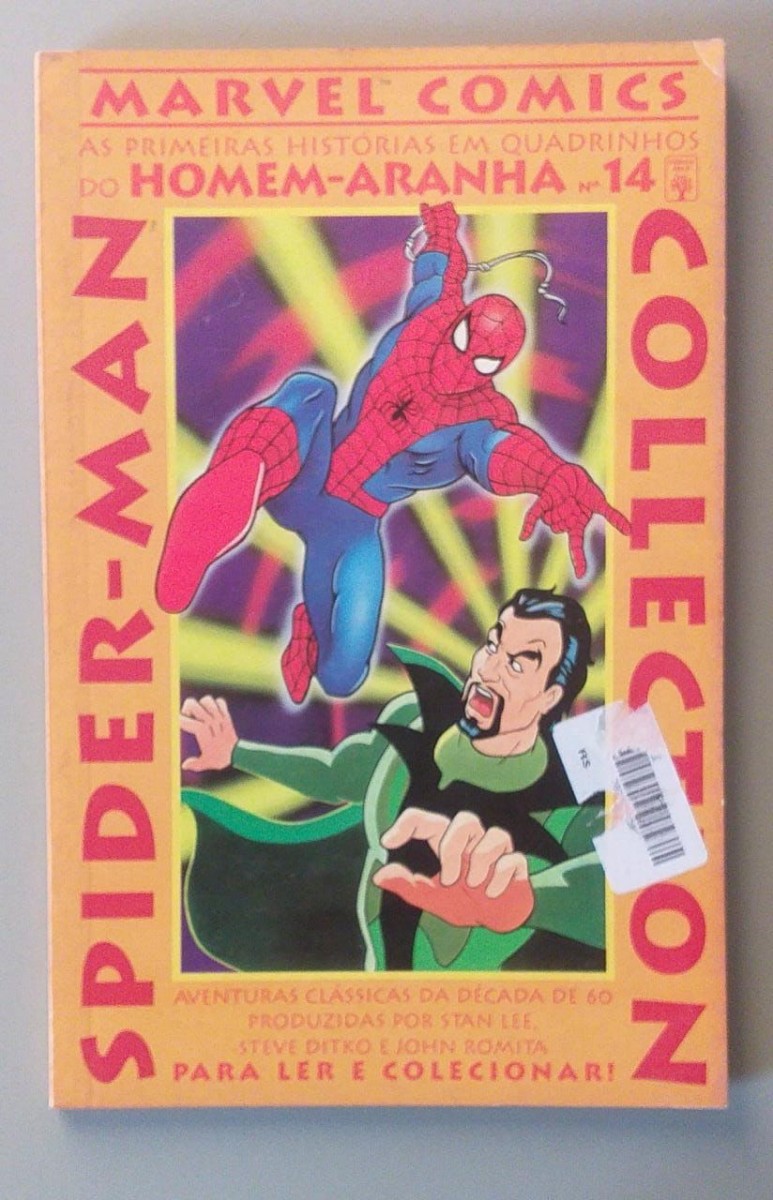 MARVEL™ COMICS
AS PRIMEIRAS HISTÓRIAS EM QUADRINHOS
DO HOMEM-ARANHA Nº 14
SPIDER-MAN
COLLECTION
R$
AVENTURAS CLÁSSICAS DA DÉCADA DE 60
PRODUZIDAS POR STAN LEE,
STEVE DITKO E JOHN ROMITA
PARA LER E COLECIONAR!